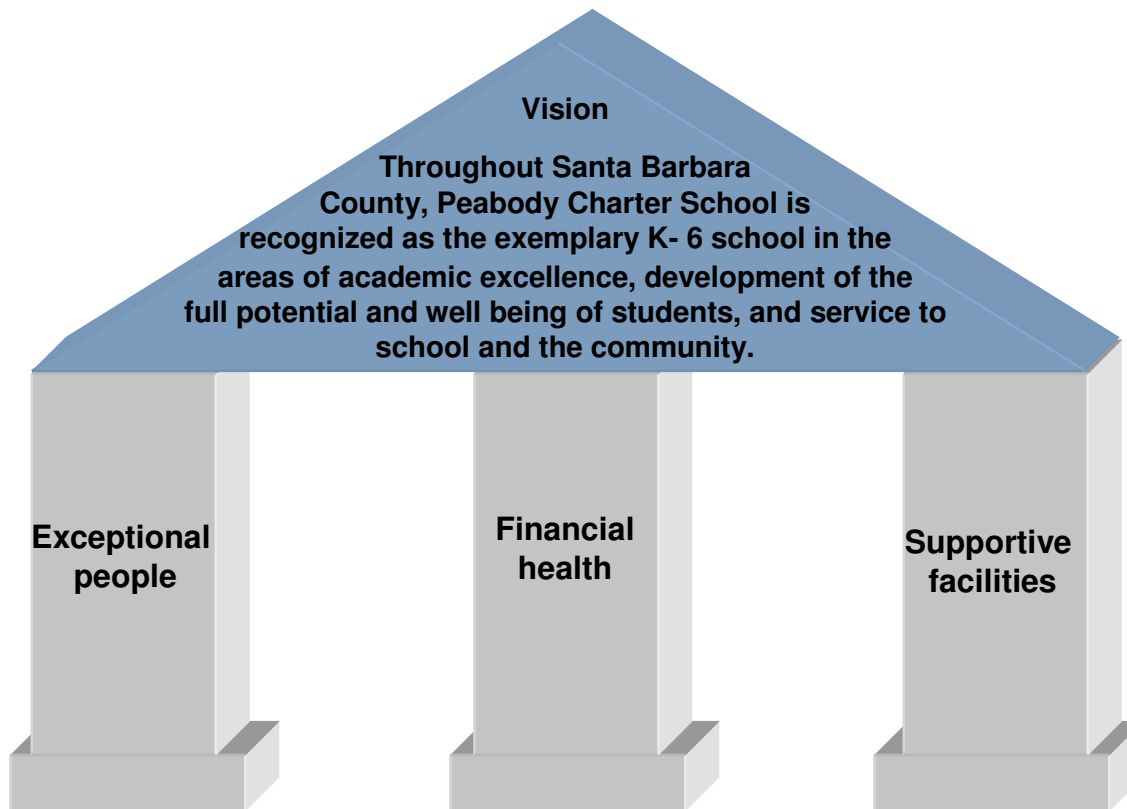 Vision
Throughout Santa Barbara
County, Peabody Charter School is
recognized as the exemplary K- 6 school in the
areas of academic excellence, development of the
full potential and well being of students, and service to
school and the community.
Exceptional
people
Financial
health
Supportive
facilities